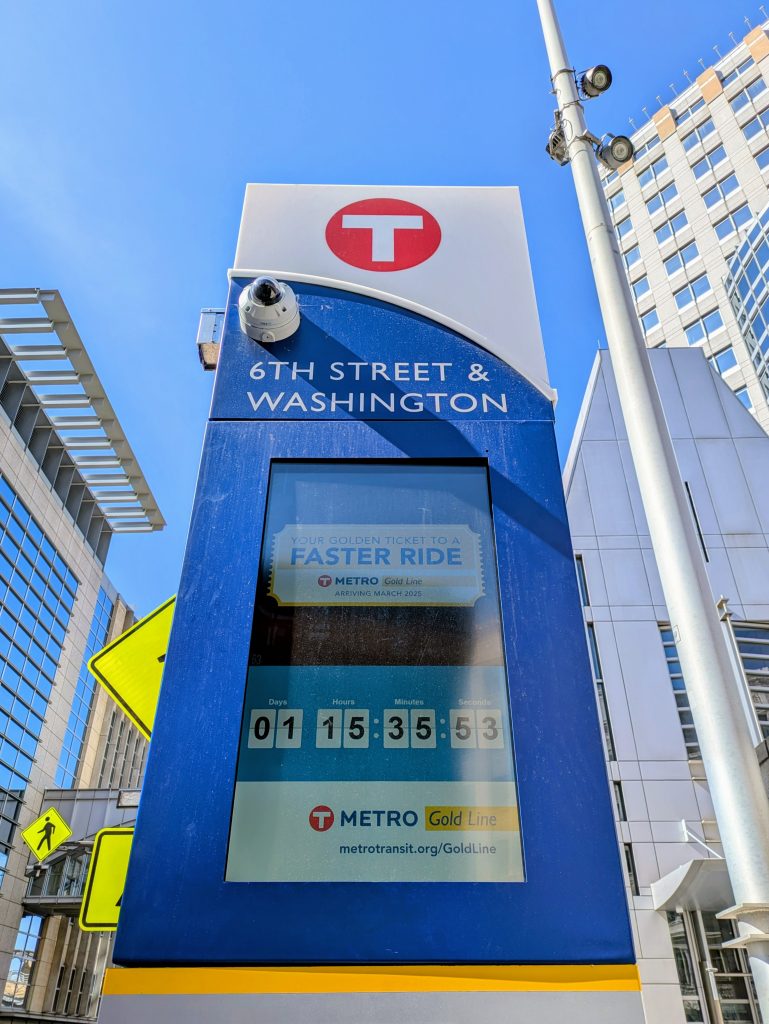 T
6TH STREET &
WASHINGTON
YOUR GOLDEN TICKET TO A
FASTER RIDE
T METRO Gold Line
ARRIVING MARCH 2025
Days Hours Minutes Seconds
01 15 : 35 : 53
T METRO Gold Line
metrotransit.org/GoldLine